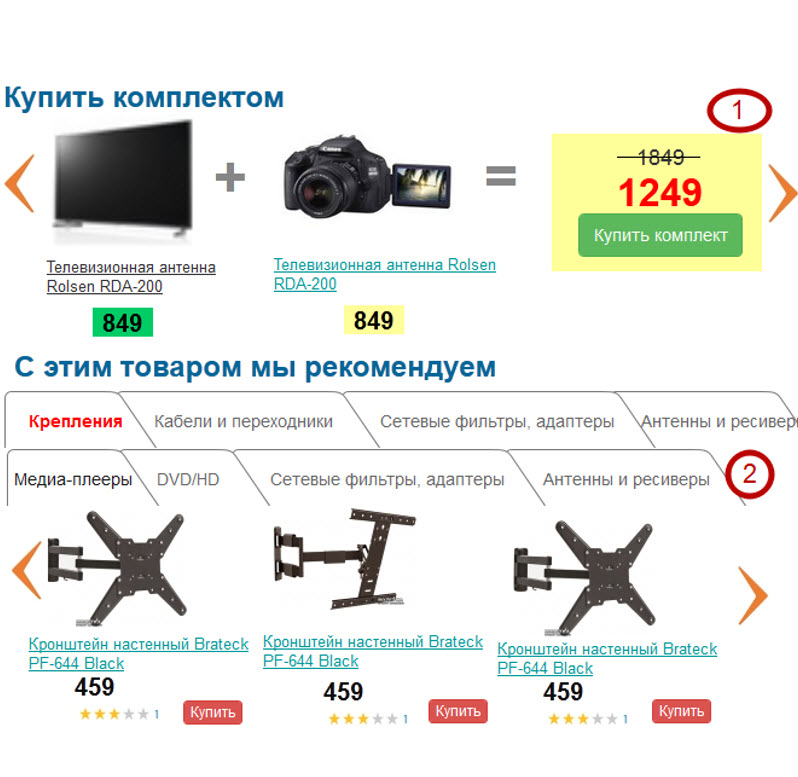 Купить комплектом
1
Canon
1849
1249
Купить комплект
Телевизионная антенна
Rolsen RDA-200
849
Телевизионная антенна Rolsen
RDA-200
849
С этим товаром мы рекомендуем
Крепления
Кабели и переходники
Сетевые фильтры, адаптеры
Антенны и ресивер
Медиа-плееры
DVD/HD
Сетевые фильтры, адаптеры
Антенны и ресиверы
2
Кронштейн настенный Brateck
PF-644 Black
459
1
Купить
Кронштейн настенный Brateck
PF-644 Black
459
1
Купить
Кронштейн настенный Brateck
PF-644 Black
459
1
Купить